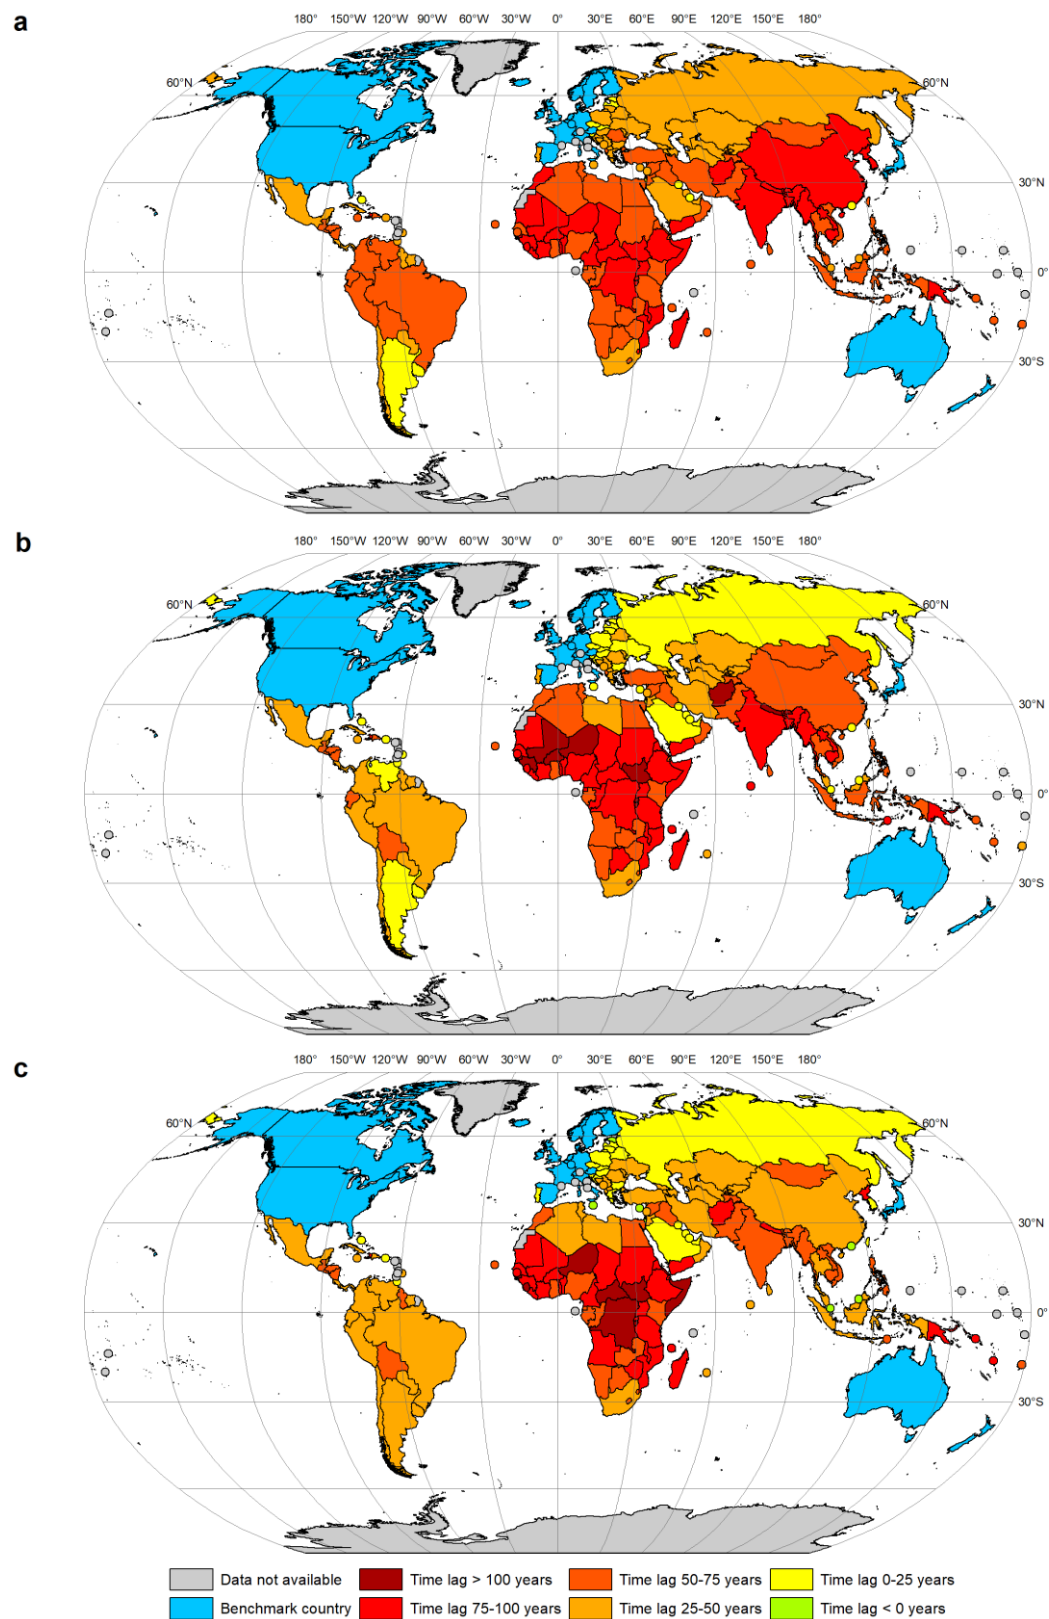 a
180° 150°W 120°W 90°W 60°W 30°W 0° 30°E 60°E 90°E 120°E 150°E 180°
60°N 60°N
30°N
0°
30°S
b
180° 150°W 120°W 90°W 60°W 30°W 0° 30°E 60°E 90°E 120°E 150°E 180°
60°N 60°N
30°N
0°
30°S
c
180° 150°W 120°W 90°W 60°W 30°W 0° 30°E 60°E 90°E 120°E 150°E 180°
60°N 60°N
30°N
0°
30°S
Data not available Time lag > 100 years Time lag 50-75 years Time lag 0-25 years
Benchmark country Time lag 75-100 years Time lag 25-50 years Time lag < 0 years